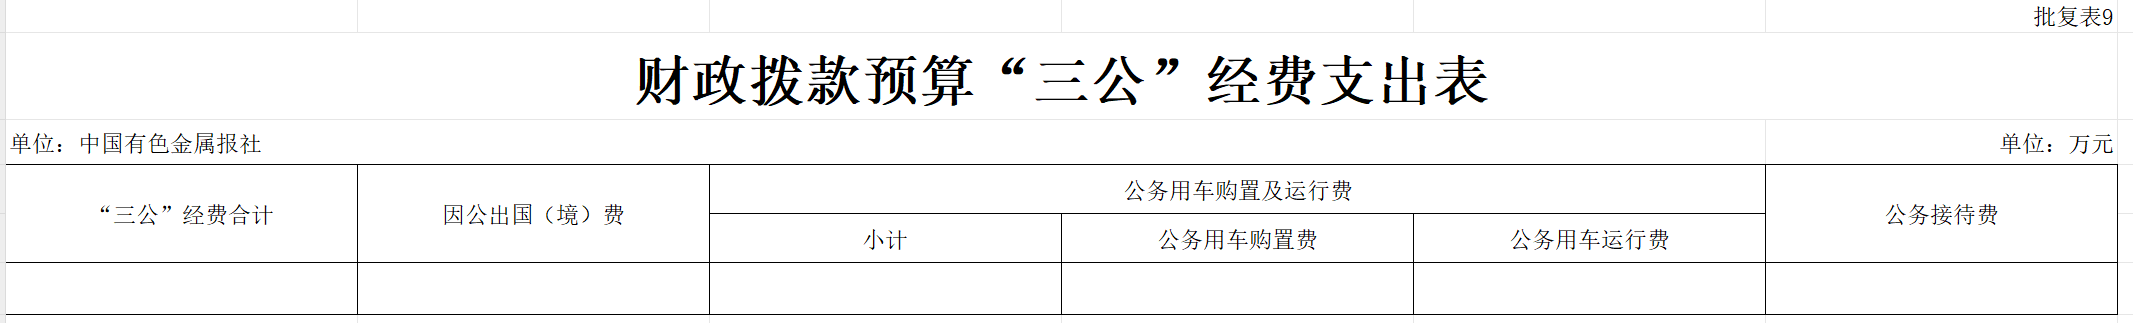 批复表9
财政拨款预算“三公”经费支出表
单位：中国有色金属报社 单位：万元
“三公”经费合计 因公出国（境）费 公务用车购置及运行费 公务接待费
小计 公务用车购置费 公务用车运行费